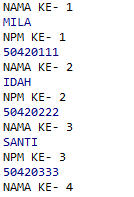 NAMA KE- 1
MILA
NPM KE- 1
50420111
NAMA KE- 2
IDAH
NPM KE- 2
50420222
NAMA KE- 3
SANTI
NPM KE- 3
50420333
NAMA KE- 4